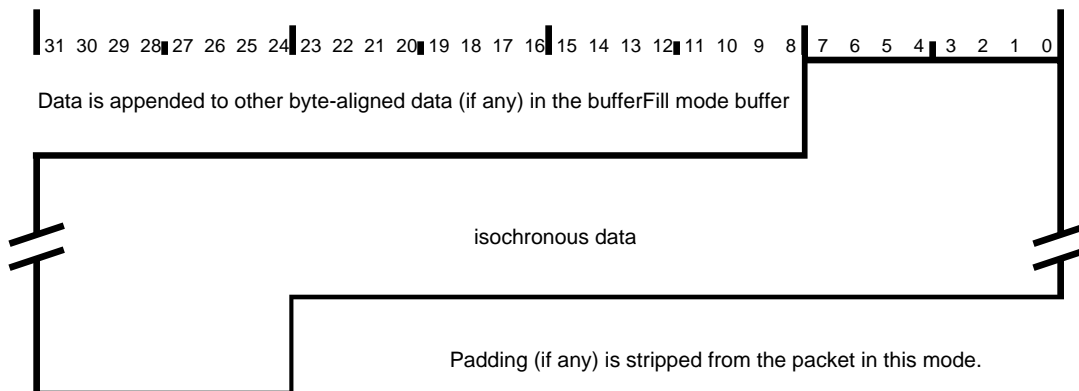 31 30 29 28 27 26 25 24 23 22 21 20 19 18 17 16 15 14 13 12 11 10 9 8 7 6 5 4 3 2 1 0
Data is appended to other byte-aligned data (if any) in the bufferFill mode buffer
isochronous data
Padding (if any) is stripped from the packet in this mode.